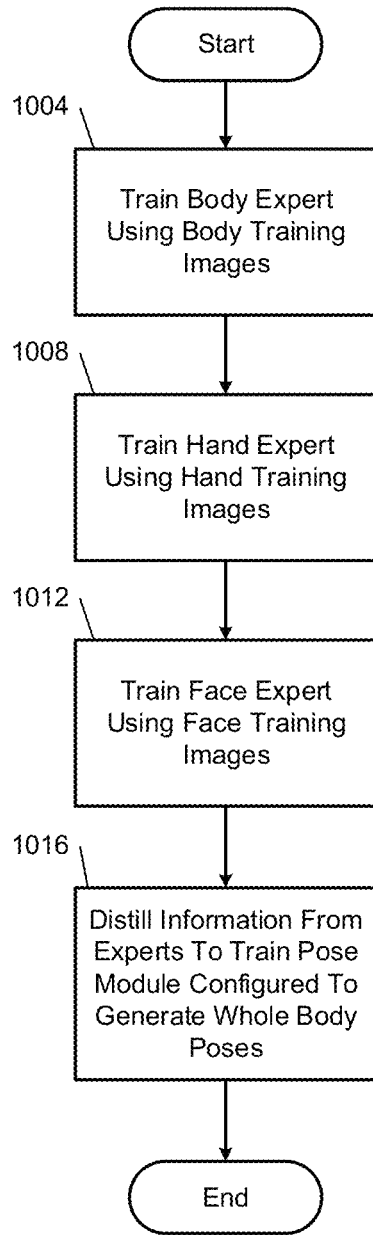 Start
1004
Train Body Expert
Using Body Training
Images
1008
Train Hand Expert
Using Hand Training
Images
1012
Train Face Expert
Using Face Training
Images
1016
Distill Information From
Experts To Train Pose
Module Configured To
Generate Whole Body
Poses
End